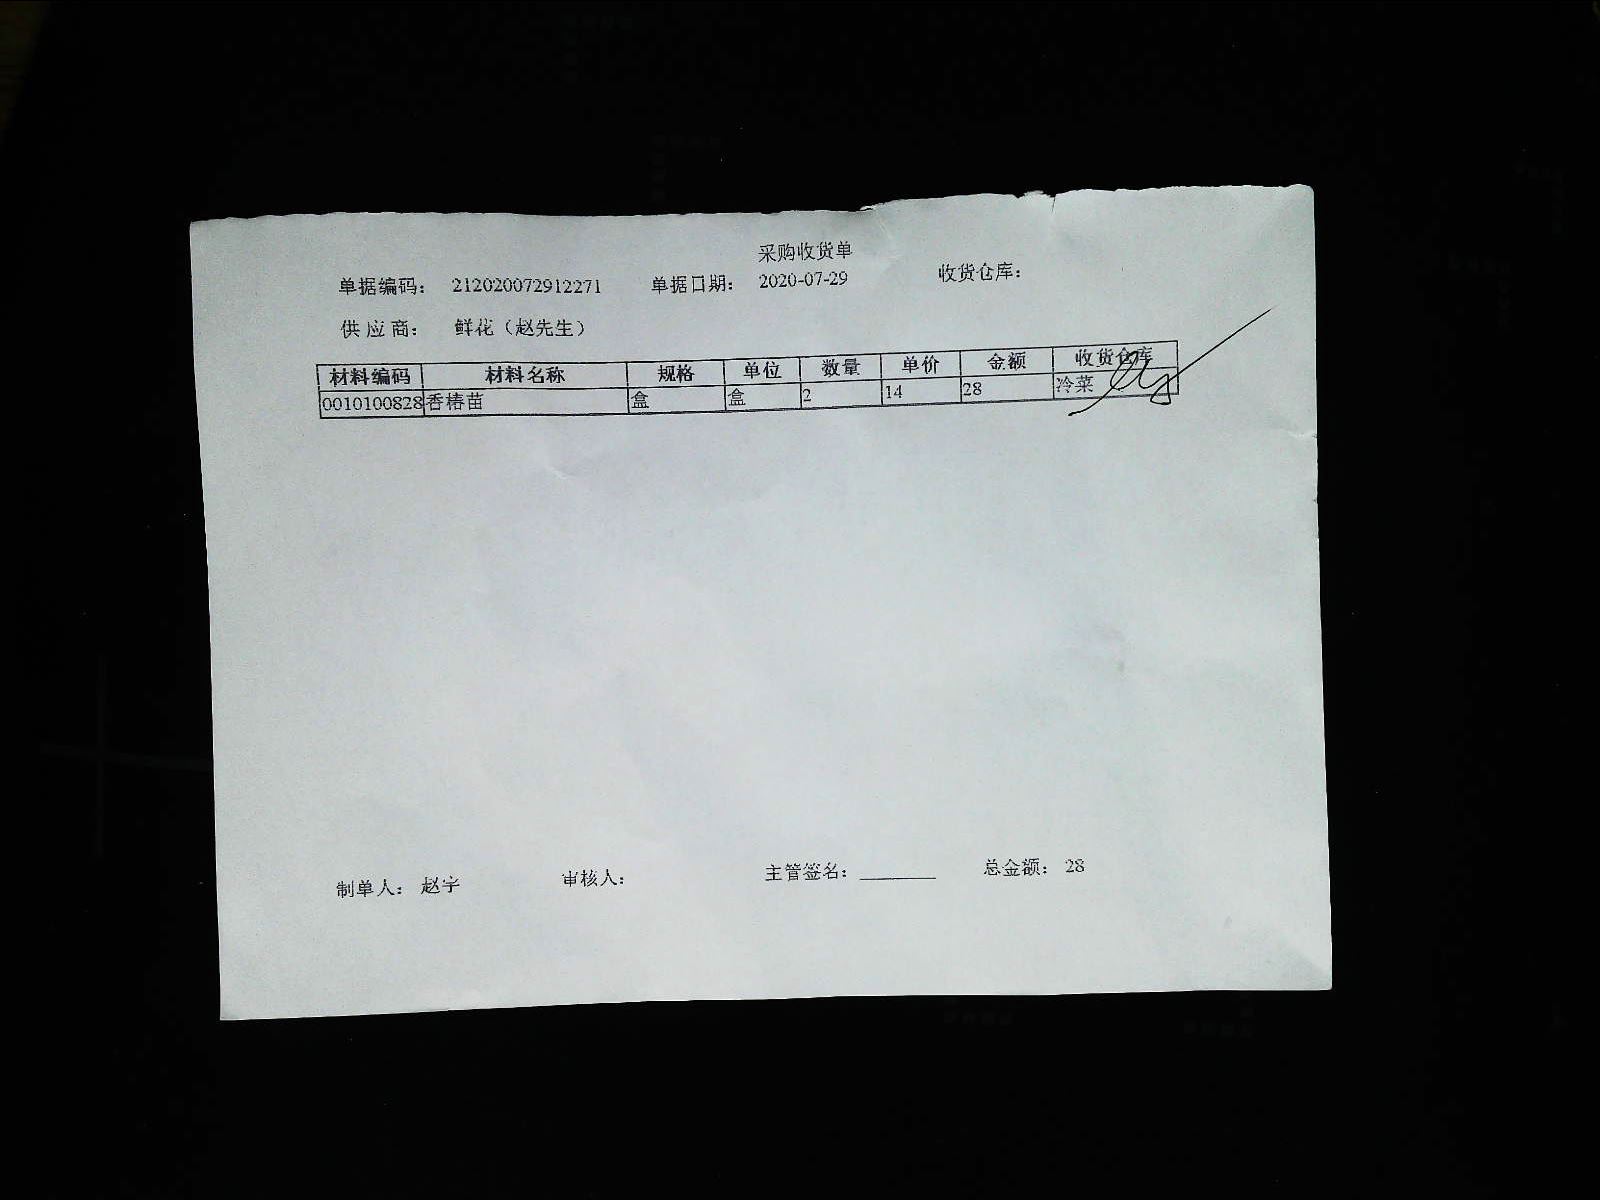 采购收货单
单据编码： 212020072912271 单据日期： 2020-07-29 收货仓库：
供应商： 鲜花（赵先生）
材料编码 材料名称 规格 单位 数量 单价 金额 收货仓库
0010100828 香椿苗 盒 盒 2 14 28 冷菜
制单人： 赵宇 审核人： 主管签名： 总金额： 28